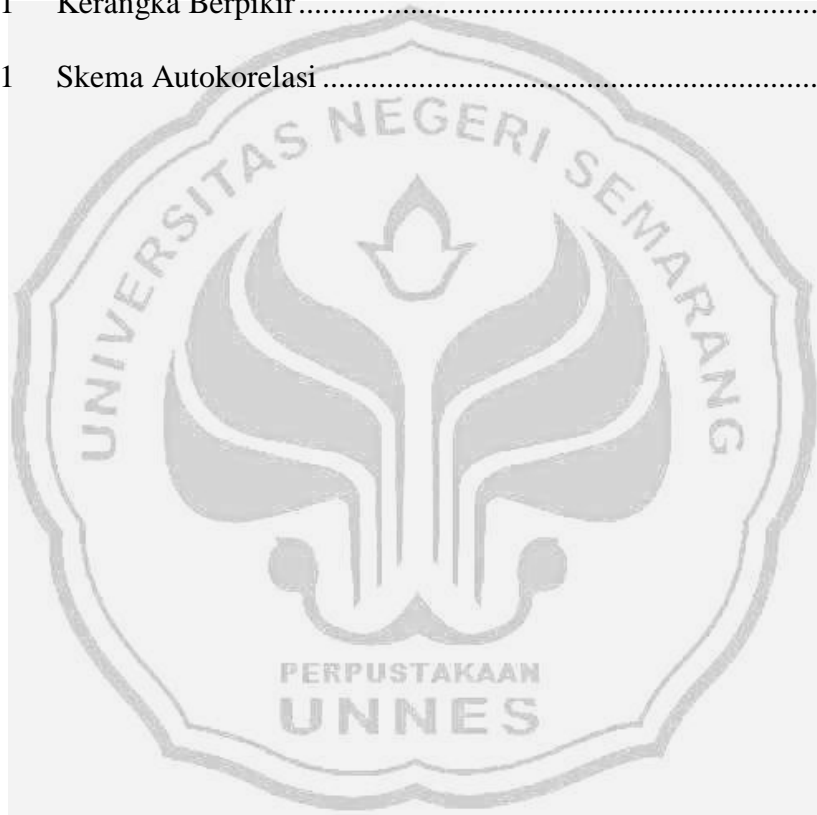 1 Kerangka Berpikir................................................................
1 Skema Autokorelasi..............................................................
UNIVERSITAS NEGERI SEMARANG
PERPUSTAKAAN
UNNES